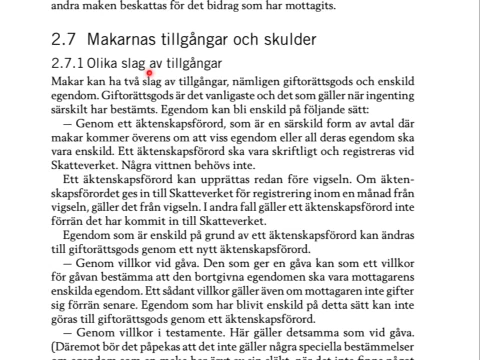 andra maken beskattas för det bidrag som har mottagits.
2.7 Makarnas tillgångar och skulder
2.7.1 Olika slag av tillgångar
Makar kan ha två slag av tillgångar, nämligen giftorättsgods och enskild
egendom. Giftorättsgods är det vanligaste och det som gäller när ingenting
särskilt har bestämts. Egendom kan bli enskild på följande sätt:
– Genom ett äktenskapsförord, som är en särskild form av avtal där
makar kommer överens om att viss egendom eller all deras egendom ska
vara enskild. Ett äktenskapsförord ska vara skriftligt och registreras vid
Skatteverket. Några vittnen behövs inte.
Ett äktenskapsförord kan upprättas redan före vigseln. Om äkten-
skapsförordet ges in till Skatteverket för registrering inom en månad från
vigseln, gäller det från vigseln. I andra fall gäller ett äktenskapsförord inte
förrän det har kommit in till Skatteverket.
Egendom som är enskild på grund av ett äktenskapsförord kan ändras
till giftorättsgods genom ett nytt äktenskapsförord.
– Genom villkor vid gåva. Den som ger en gåva kan som ett villkor
för gåvan bestämma att den bortgivna egendomen ska vara mottagarens
enskilda egendom. Ett sådant villkor gäller även om mottagaren inte gifter
sig förrän senare. Egendom som har blivit enskild på detta sätt kan inte
göras till giftorättsgods genom ett äktenskapsförord.
– Genom villkor i testamente. Här gäller detsamma som vid gåva.
(Däremot bör det påpekas att det inte gäller några speciella bestämmelser